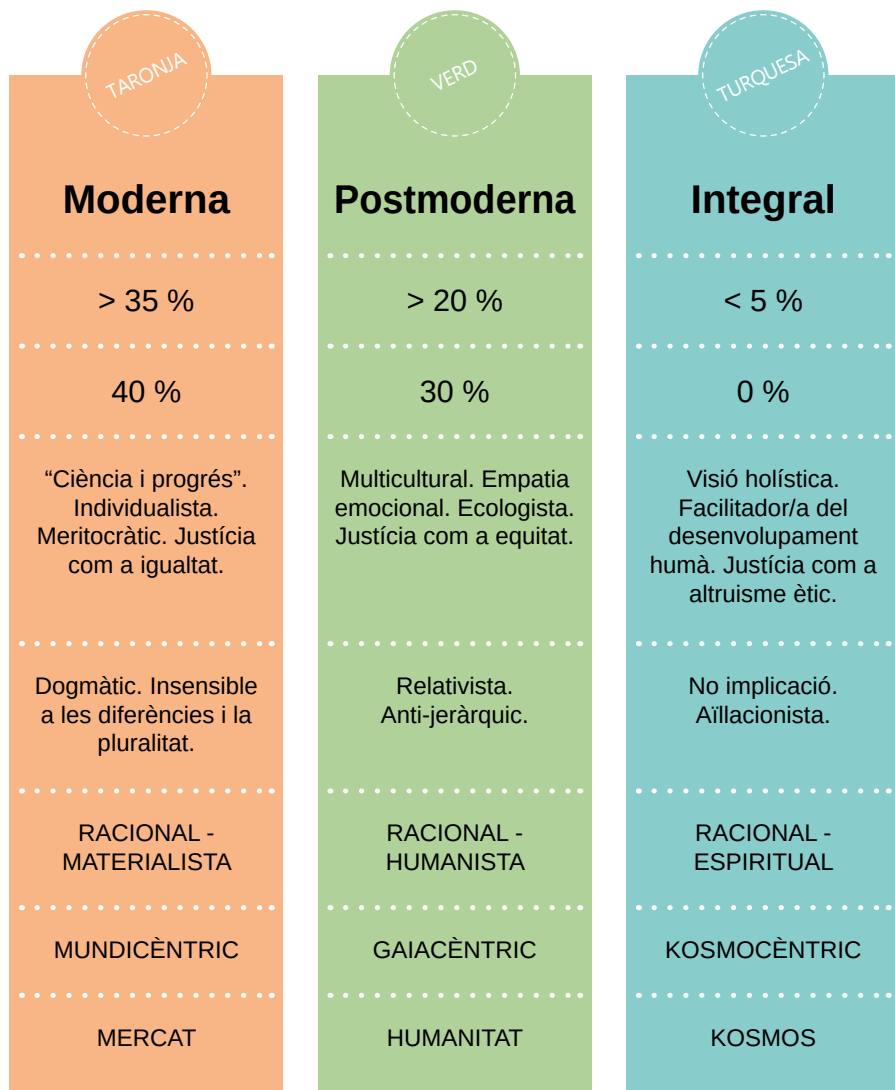 TARONJA
Moderna
> 35 %
40 %
“Ciència i progrés”.
Individualista.
Meritocràtic. Justícia
com a igualtat.
Dogmàtic. Insensible
a les diferències i la
pluralitat.
RACIONAL -
MATERIALISTA
MUNDICÈNTRIC
MERCAT
VERD
Postmoderna
> 20 %
30 %
Multicultural. Empatia
emocional. Ecologista.
Justícia com a equitat.
Relativista.
Anti-jeràrquic.
RACIONAL -
HUMANISTA
GAIACÈNTRIC
HUMANITAT
TURQUESA
Integral
< 5 %
0 %
Visió holística.
Facilitador/a del
desenvolupament
humà. Justícia com a
altruisme ètic.
No implicació.
Aïllacionista.
RACIONAL -
ESPIRITUAL
KOSMOCÈNTRIC
KOSMOS